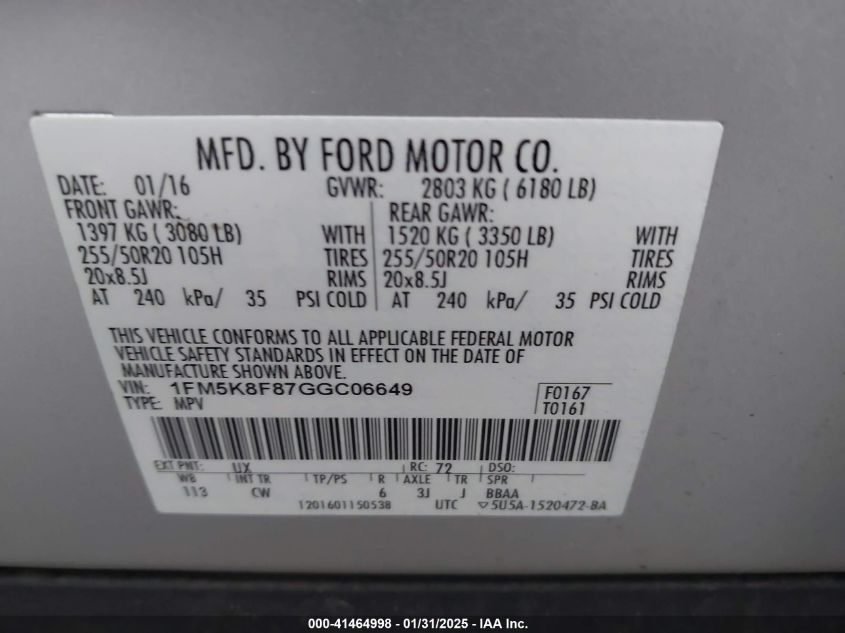 MFD. BY FORD MOTOR CO.
DATE: 01/16 GVWR: 2803 KG ( 6180 LB)
FRONT GAWR: REAR GAWR:
1397 KG ( 3080 LB) WITH 1520 KG ( 3350 LB) WITH
255/50R20 105H TIRES 255/50R20 105H TIRES
20x8.5J RIMS 20x8.5J RIMS
AT 240 kPa/ 35 PSI COLD AT 240 kPa/ 35 PSI COLD
THIS VEHICLE CONFORMS TO ALL APPLICABLE FEDERAL MOTOR
VEHICLE SAFETY STANDARDS IN EFFECT ON THE DATE OF
MANUFACTURE SHOWN ABOVE.
VIN: 1FM5K8F87GGC06649 F0167
TYPE: MPV T0161
EXT PNT: UX RC: 72 DSO:
WB INT TR TP/PS R AXLE TR SPR
113 CW 6 3J J BBAA
1201601150538 UTC ▽5U5A-1520472-BA
000-41464998 - 01/31/2025 - IAA Inc.